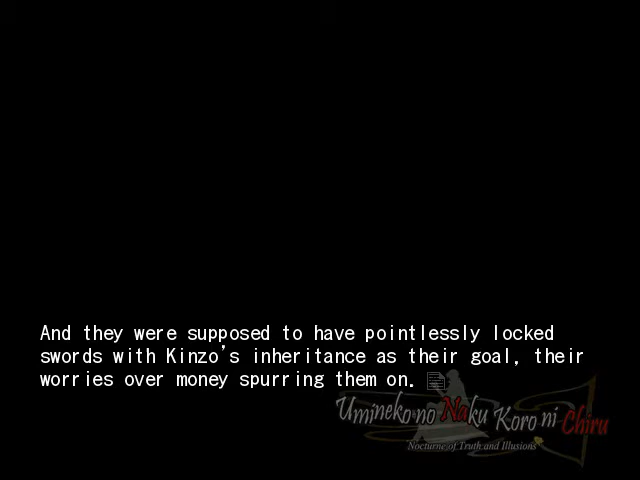 And they were supposed to have pointlessly locked
swords with Kinzo's inheritance as their goal, their
worries over money spurring them on.
Umineko no Naku Koro ni Chiru
Nocturne of Truth and Illusions